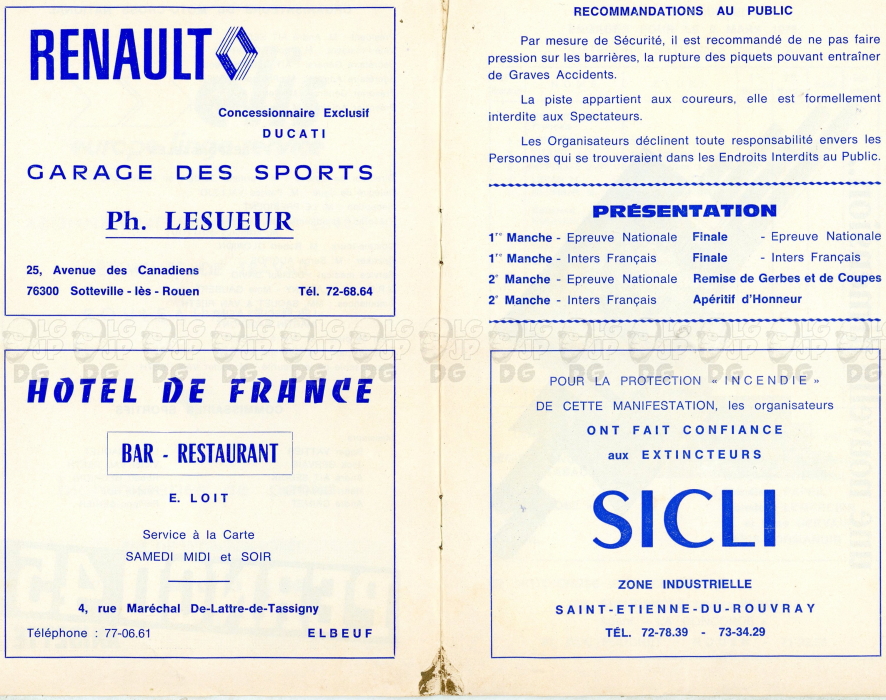 RENAULT
Concessionnaire Exclusif
DUCATI
GARAGE DES SPORTS
Ph. LESUEUR
25, Avenue des Canadiens
76300 Sotteville - lès - Rouen Tél. 72-68.64
HOTEL DE FRANCE
BAR - RESTAURANT
E. LOIT
Service à la Carte
SAMEDI MIDI et SOIR
4, rue Maréchal De-Lattre-de-Tassigny
Téléphone : 77-06.61 ELBEUF
RECOMMANDATIONS AU PUBLIC
Par mesure de Sécurité, il est recommandé de ne pas faire
pression sur les barrières, la rupture des piquets pouvant entraîner
de Graves Accidents.
La piste appartient aux coureurs, elle est formellement
interdite aux Spectateurs.
Les Organisateurs déclinent toute responsabilité envers les
Personnes qui se trouveraient dans les Endroits Interdits au Public.
PRÉSENTATION
1re Manche - Epreuve Nationale Finale - Epreuve Nationale
1re Manche - Inters Français Finale - Inters Français
2e Manche - Epreuve Nationale Remise de Gerbes et de Coupes
2e Manche - Inters Français Apéritif d'Honneur
LG JP DG
POUR LA PROTECTION « INCENDIE »
DE CETTE MANIFESTATION, les organisateurs
ONT FAIT CONFIANCE
aux EXTINCTEURS
SICLI
ZONE INDUSTRIELLE
SAINT-ETIENNE-DU-ROUVRAY
TÉL. 72-78.39 - 73-34.29